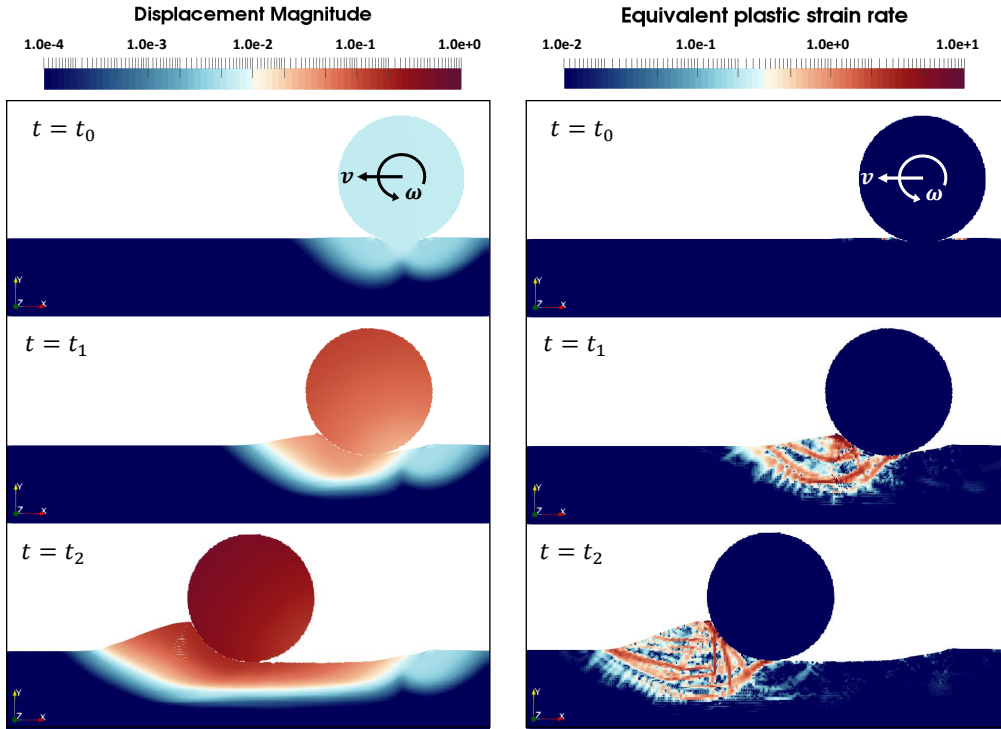 Displacement Magnitude
1.0e-4 1.0e-3 1.0e-2 1.0e-1 1.0e+0
t = t₀
v
ω
Y
Z X
t = t₁
Y
Z X
t = t₂
Y
Z X
Equivalent plastic strain rate
1.0e-2 1.0e-1 1.0e+0 1.0e+1
t = t₀
v
ω
Y
Z X
t = t₁
Y
Z X
t = t₂
Y
Z X